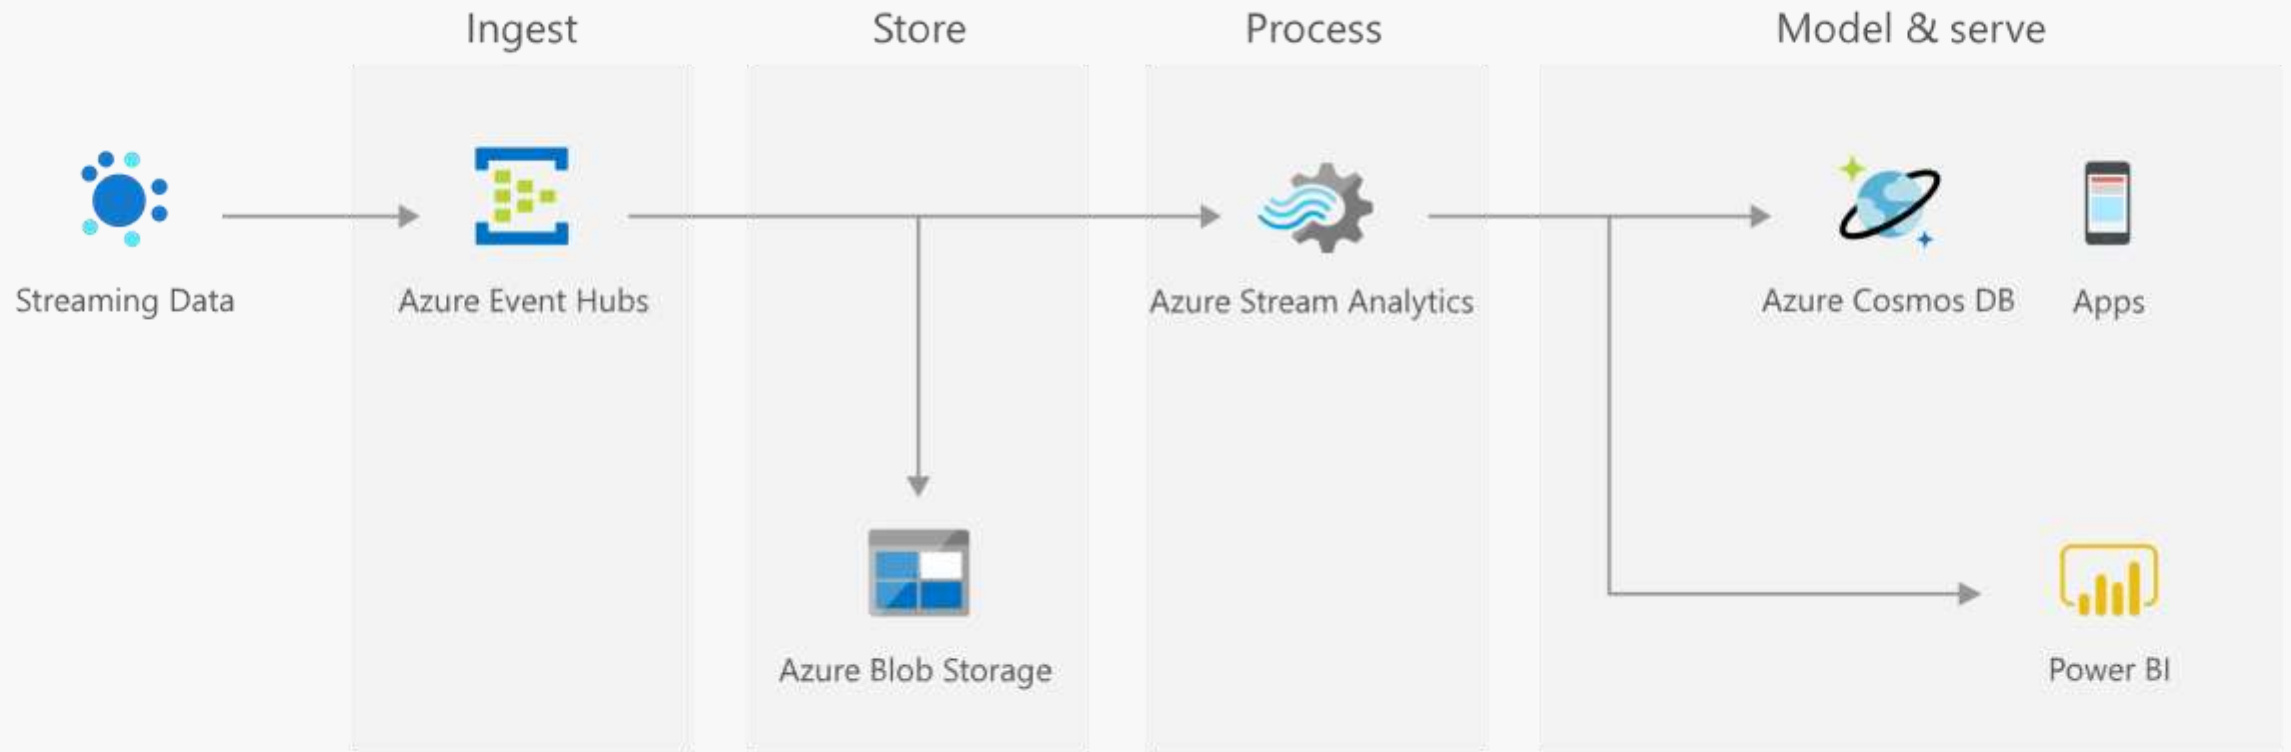 Ingest
Store
Process
Model & serve
Streaming Data
Azure Event Hubs
Azure Stream Analytics
Azure Cosmos DB
Apps
Azure Blob Storage
Power BI